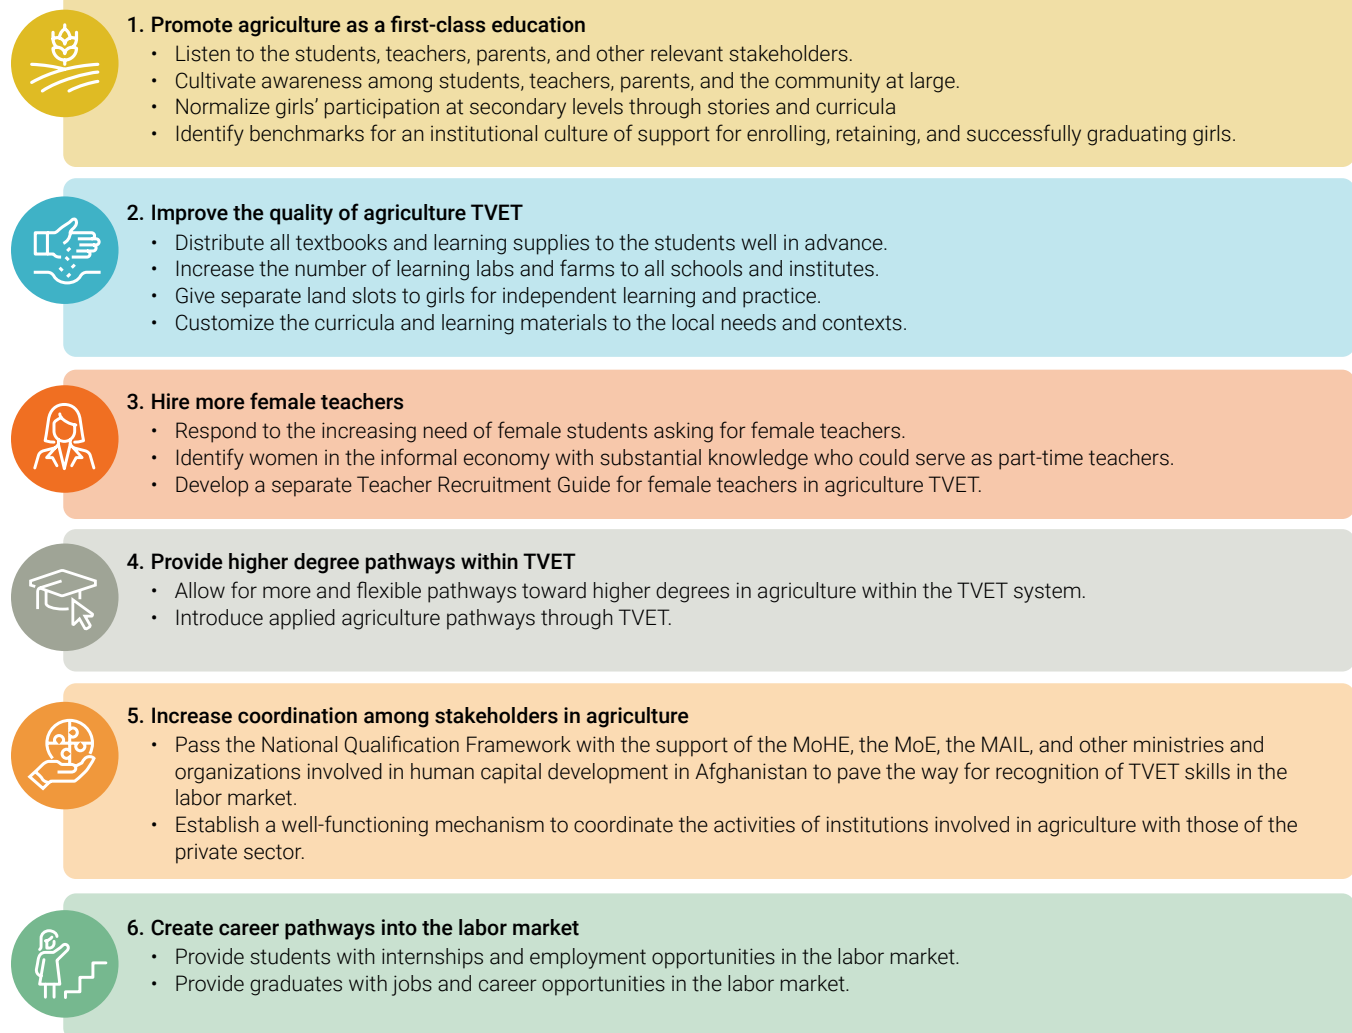 1. Promote agriculture as a first-class education
• Listen to the students, teachers, parents, and other relevant stakeholders.
• Cultivate awareness among students, teachers, parents, and the community at large.
• Normalize girls’ participation at secondary levels through stories and curricula
• Identify benchmarks for an institutional culture of support for enrolling, retaining, and successfully graduating girls.
2. Improve the quality of agriculture TVET
• Distribute all textbooks and learning supplies to the students well in advance.
• Increase the number of learning labs and farms to all schools and institutes.
• Give separate land slots to girls for independent learning and practice.
• Customize the curricula and learning materials to the local needs and contexts.
3. Hire more female teachers
• Respond to the increasing need of female students asking for female teachers.
• Identify women in the informal economy with substantial knowledge who could serve as part-time teachers.
• Develop a separate Teacher Recruitment Guide for female teachers in agriculture TVET.
4. Provide higher degree pathways within TVET
• Allow for more and flexible pathways toward higher degrees in agriculture within the TVET system.
• Introduce applied agriculture pathways through TVET.
5. Increase coordination among stakeholders in agriculture
• Pass the National Qualification Framework with the support of the MoHE, the MoE, the MAIL, and other ministries and
organizations involved in human capital development in Afghanistan to pave the way for recognition of TVET skills in the
labor market.
• Establish a well-functioning mechanism to coordinate the activities of institutions involved in agriculture with those of the
private sector.
6. Create career pathways into the labor market
• Provide students with internships and employment opportunities in the labor market.
• Provide graduates with jobs and career opportunities in the labor market.